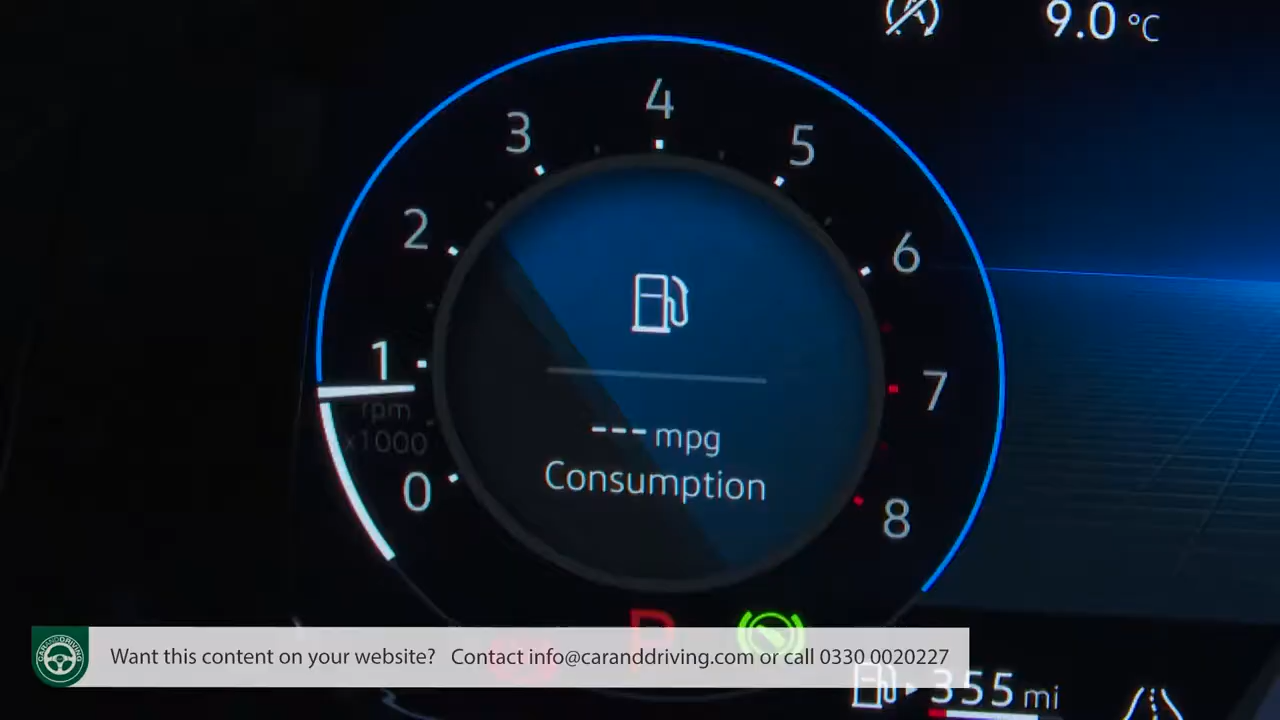 9.0 °C
4
3
5
2
6
1
rpm
x1000
7
0
8
--- mpg
Consumption
P
CARANDDRIVING
Want this content on your website? Contact info@caranddriving.com or call 0330 0020227
355 mi